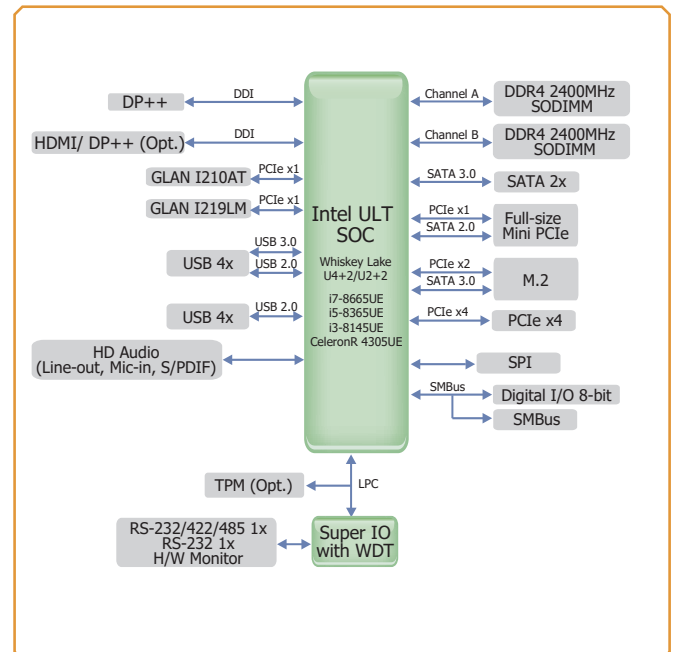 DP++
DDI
HDMI/ DP++ (Opt.)
DDI
GLAN I210AT
PCIe x1
GLAN I219LM
PCIe x1
USB 4x
USB 3.0
USB 2.0
USB 4x
USB 2.0
HD Audio
(Line-out, Mic-in, S/PDIF)
Intel ULT
SOC
Whiskey Lake
U4+2/U2+2
i7-8665UE
i5-8365UE
i3-8145UE
CeleronR 4305UE
Channel A
DDR4 2400MHz
SODIMM
Channel B
DDR4 2400MHz
SODIMM
SATA 3.0
SATA 2x
PCIe x1
SATA 2.0
Full-size
Mini PCIe
PCIe x2
SATA 3.0
M.2
PCIe x4
PCIe x4
SPI
SMBus
Digital I/O 8-bit
SMBus
TPM (Opt.)
LPC
RS-232/422/485 1x
RS-232 1x
H/W Monitor
Super IO
with WDT